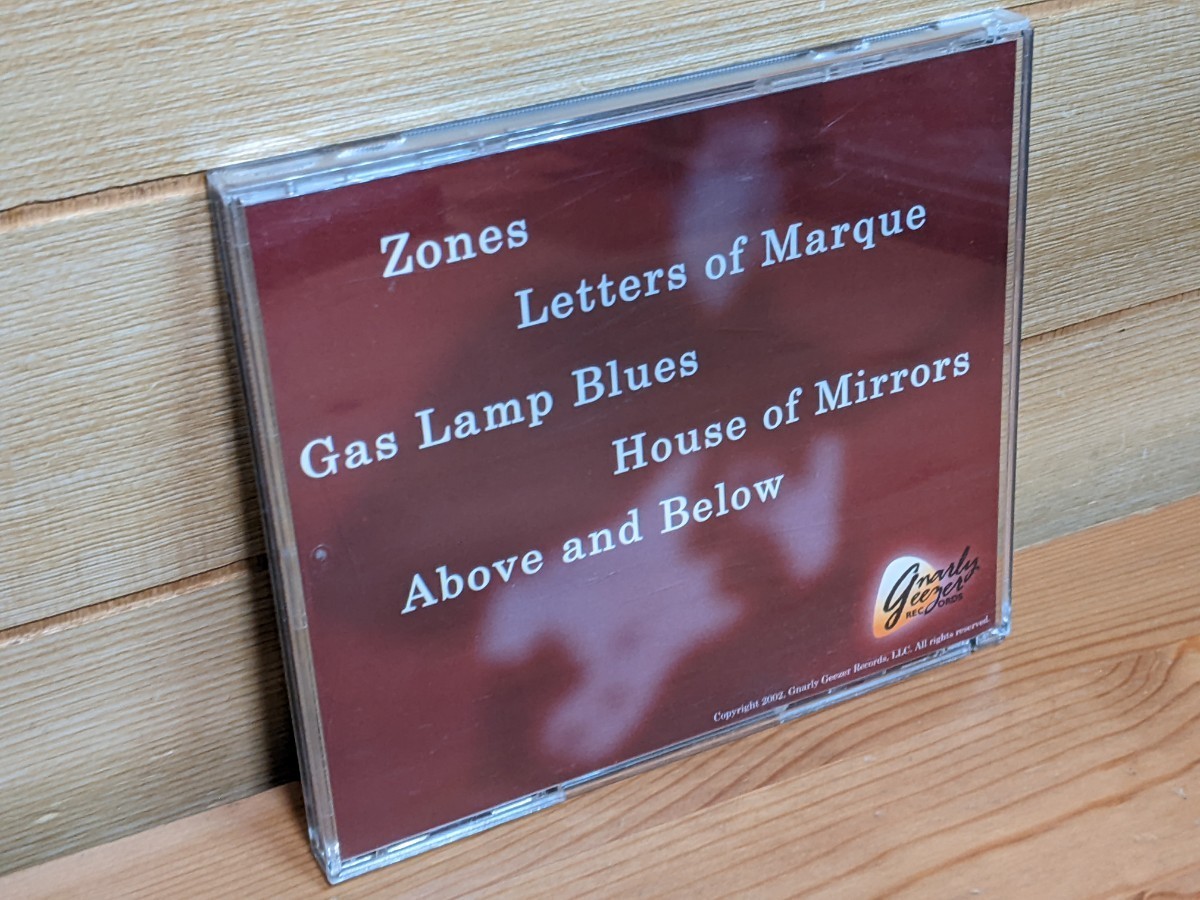 Zones
Letters of Marque
Gas Lamp Blues
House of Mirrors
Above and Below
Gnarly
Geezer
RECORDS
Copyright 2002, Gnarly Geezer Records, LLC. All rights reserved.